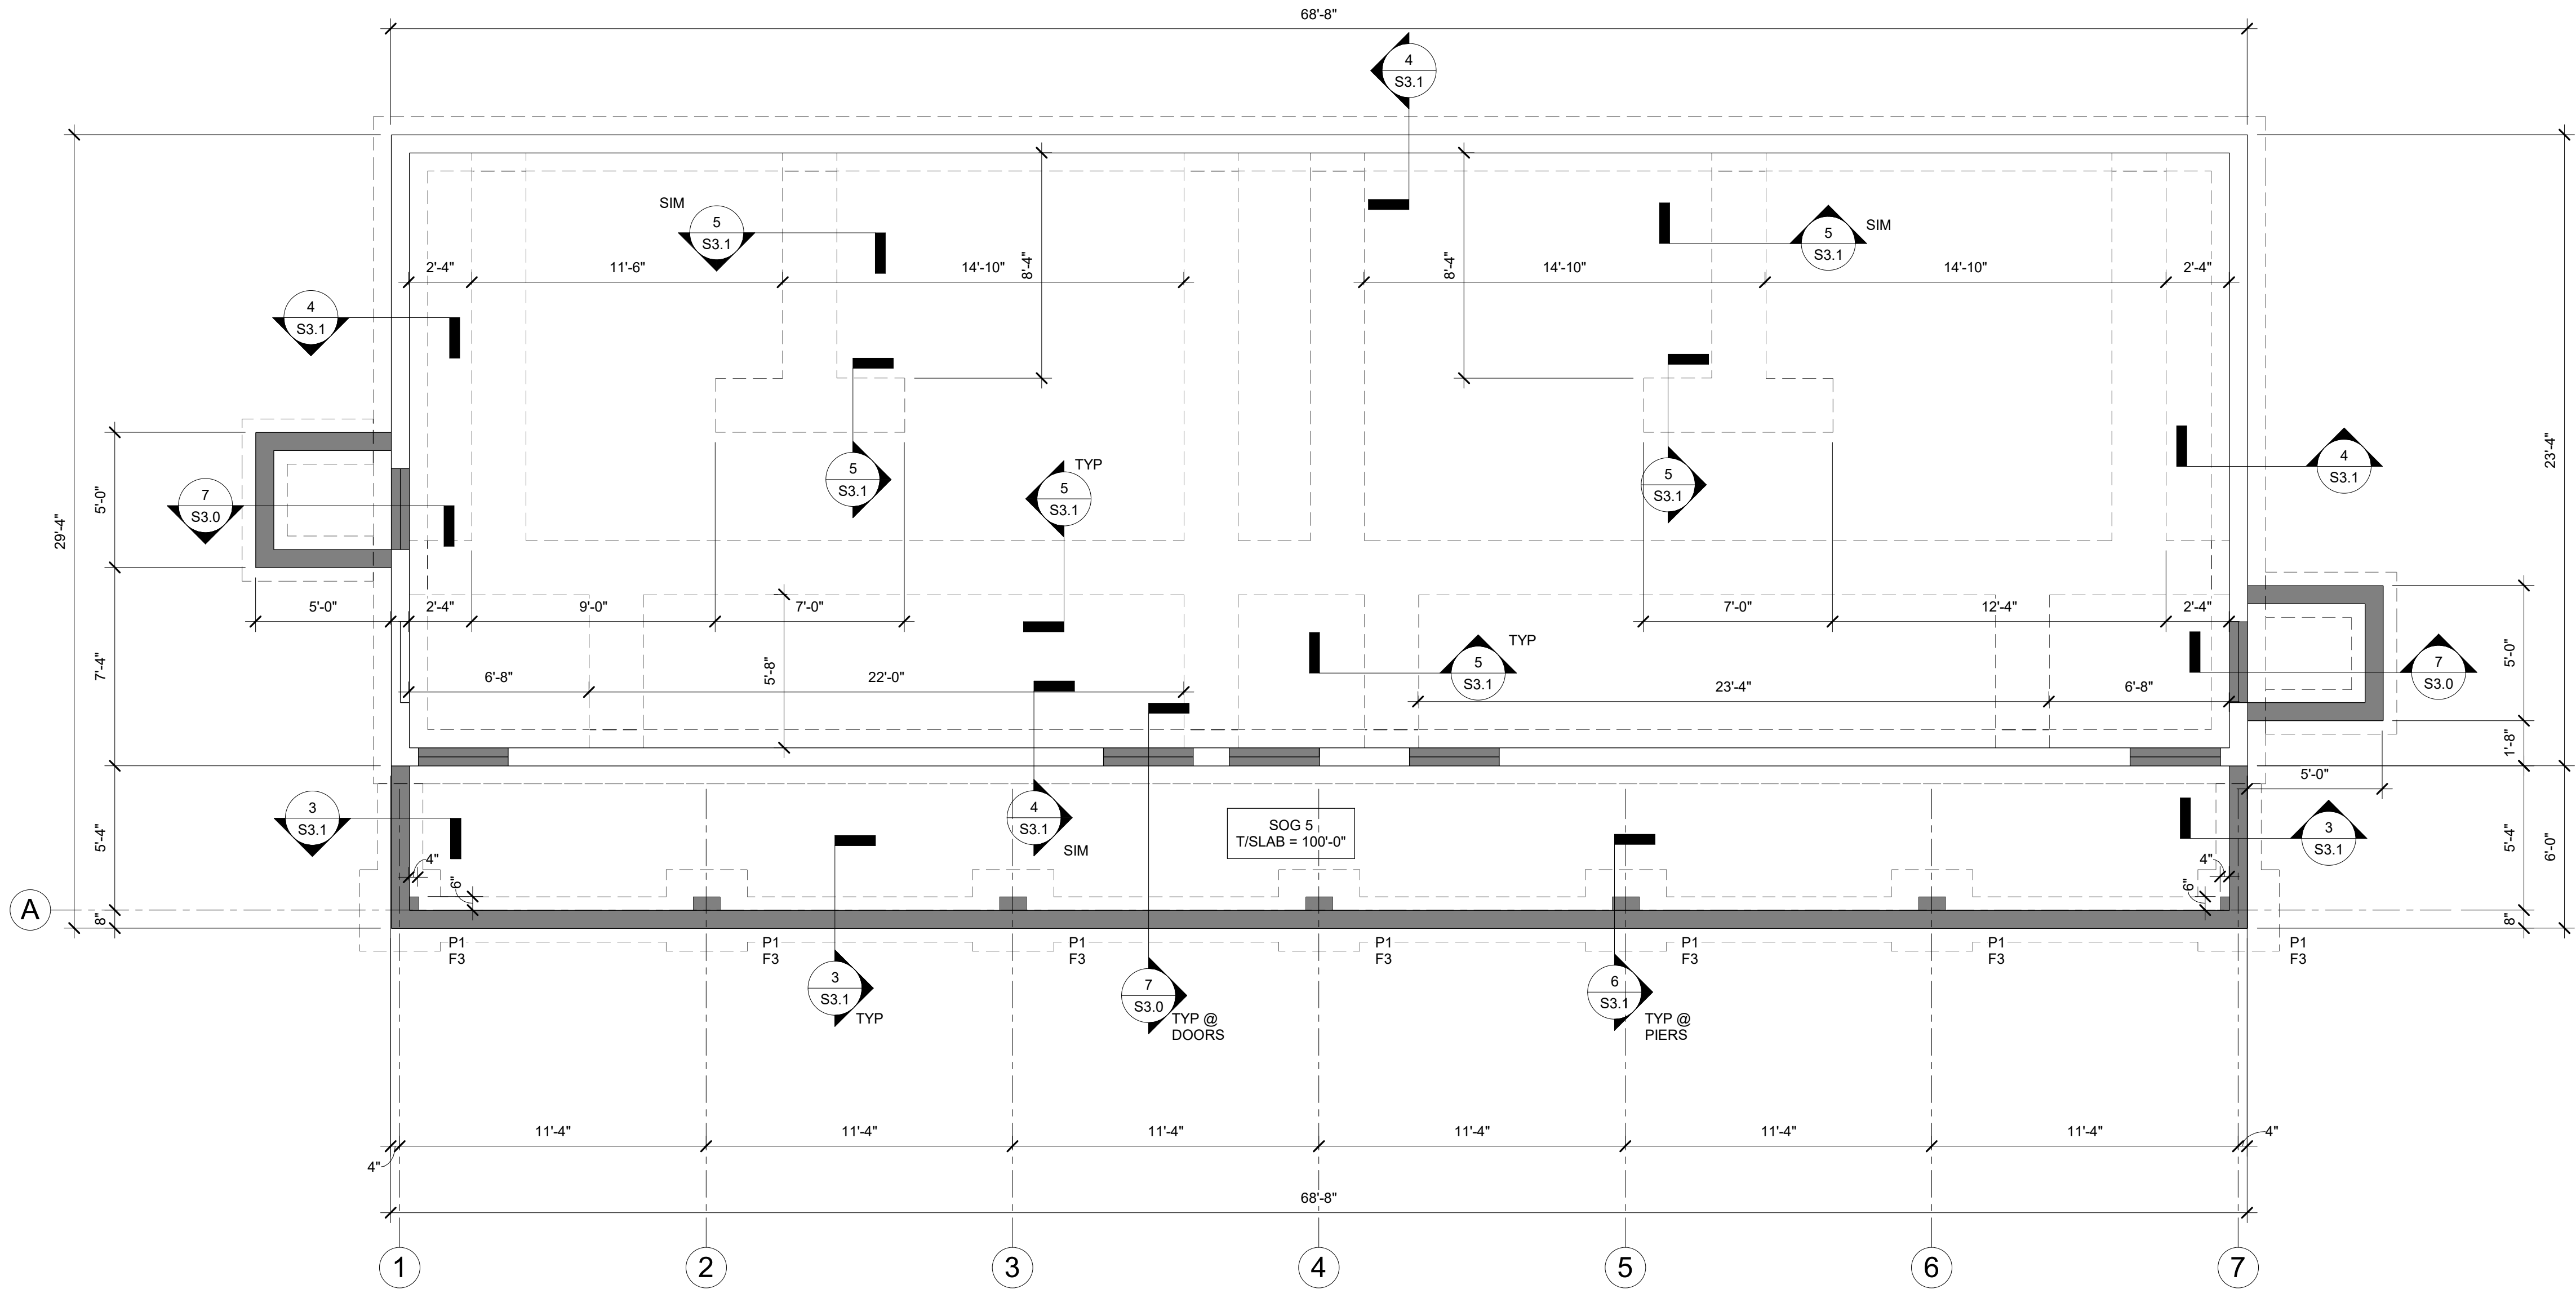 68'-8"
4
S3.1
SIM
5
S3.1
5
S3.1
SIM
2'-4"
11'-6"
14'-10"
8'-4"
8'-4"
14'-10"
14'-10"
2'-4"
4
S3.1
29'-4"
5'-0"
7
S3.0
5
S3.1
5
S3.1
TYP
5
S3.1
4
S3.1
23'-4"
5'-0"
2'-4"
9'-0"
7'-0"
7'-0"
12'-4"
2'-4"
7'-4"
6'-8"
5'-8"
22'-0"
5
S3.1
TYP
23'-4"
6'-8"
5'-0"
7
S3.0
1'-8"
5'-0"
3
S3.1
5'-4"
4"
6"
4
S3.1
SIM
SOG 5
T/SLAB = 100'-0"
3
S3.1
4"
6"
5'-4"
6'-0"
A
8"
8"
P1
F3
P1
F3
P1
F3
P1
F3
P1
F3
P1
F3
P1
F3
3
S3.1
TYP
7
S3.0
TYP @
DOORS
6
S3.1
TYP @
PIERS
4"
11'-4"
11'-4"
11'-4"
11'-4"
11'-4"
11'-4"
4"
68'-8"
1
2
3
4
5
6
7